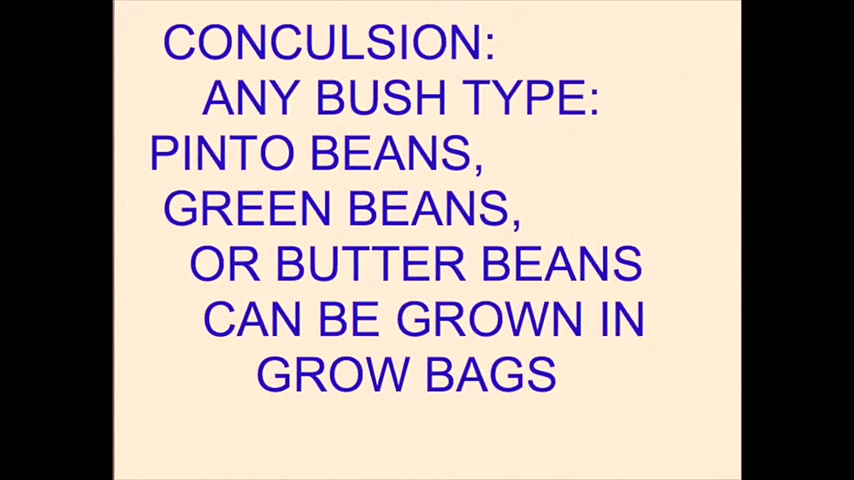 CONCULSION:
ANY BUSH TYPE:
PINTO BEANS,
GREEN BEANS,
OR BUTTER BEANS
CAN BE GROWN IN
GROW BAGS